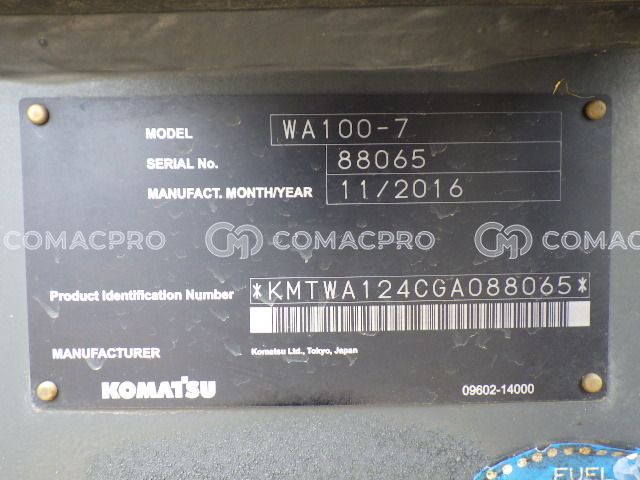 MODEL WA100-7
SERIAL No. 88065
MANUFACT. MONTH/YEAR 11/2016
COMACPRO COMACPRO COMACPRO
Product Identification Number *KMTWA124CGA088065*
MANUFACTURER Komatsu Ltd., Tokyo, Japan
KOMATSU 09602-14000
FUEL